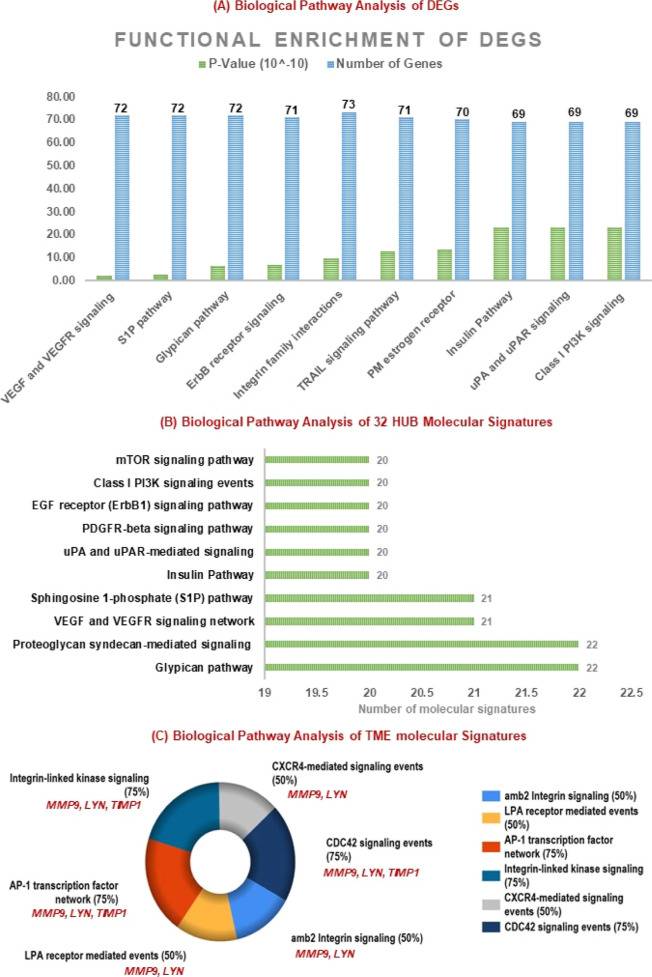 (A) Biological Pathway Analysis of DEGs
FUNCTIONAL ENRICHMENT OF DEGS
P-Value (10^-10) Number of Genes
80.00
70.00
60.00
50.00
40.00
30.00
20.00
10.00
0.00
72 72 72 71 73 71 70 69 69 69
VEGF and VEGFR signaling
S1P pathway
Glypican pathway
ErbB receptor signaling
Integrin family interactions
TRAIL signaling pathway
PM estrogen receptor
Insulin Pathway
uPA and uPAR signaling
Class I PI3K signaling
(B) Biological Pathway Analysis of 32 HUB Molecular Signatures
mTOR signaling pathway 20
Class I PI3K signaling events 20
EGF receptor (ErbB1) signaling pathway 20
PDGFR-beta signaling pathway 20
uPA and uPAR-mediated signaling 20
Insulin Pathway 20
Sphingosine 1-phosphate (S1P) pathway 21
VEGF and VEGFR signaling network 21
Proteoglycan syndecan-mediated signaling 22
Glypican pathway 22
19 19.5 20 20.5 21 21.5 22 22.5
Number of molecular signatures
(C) Biological Pathway Analysis of TME molecular Signatures
Integrin-linked kinase signaling
(75%)
MMP9, LYN, TIMP1
CXCR4-mediated signaling events
(50%)
MMP9, LYN
CDC42 signaling events
(75%)
MMP9, LYN, TIMP1
AP-1 transcription factor
network (75%)
MMP9, LYN, TIMP1
amb2 Integrin signaling (50%)
MMP9, LYN
LPA receptor mediated events (50%)
MMP9, LYN
amb2 Integrin signaling (50%)
LPA receptor mediated events
(50%)
AP-1 transcription factor
network (75%)
Integrin-linked kinase signaling
(75%)
CXCR4-mediated signaling
events (50%)
CDC42 signaling events (75%)